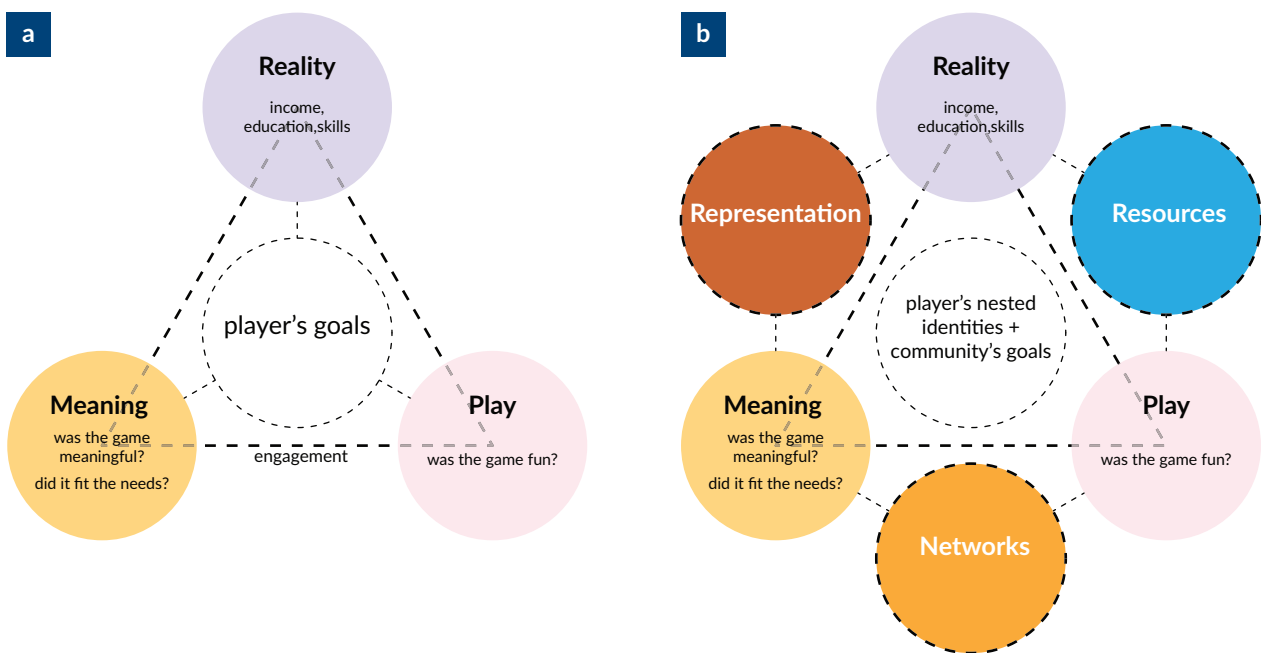 a
Reality
income,
education,skills
player's goals
Meaning
was the game
meaningful?
did it fit the needs?
engagement
Play
was the game fun?
b
Reality
income,
education,skills
Representation
Resources
player's nested
identities +
community's goals
Meaning
was the game
meaningful?
did it fit the needs?
Play
was the game fun?
Networks